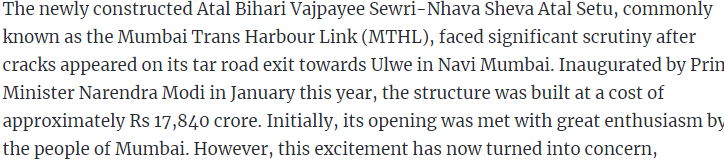 The newly constructed Atal Bihari Vajpayee Sewri-Nhava Sheva Atal Setu, commonly
known as the Mumbai Trans Harbour Link (MTHL), faced significant scrutiny after
cracks appeared on its tar road exit towards Ulwe in Navi Mumbai. Inaugurated by
Minister Narendra Modi in January this year, the structure was built at a cost of
approximately Rs 17,840 crore. Initially, its opening was met with great enthusiasm by
the people of Mumbai. However, this excitement has now turned into concern,